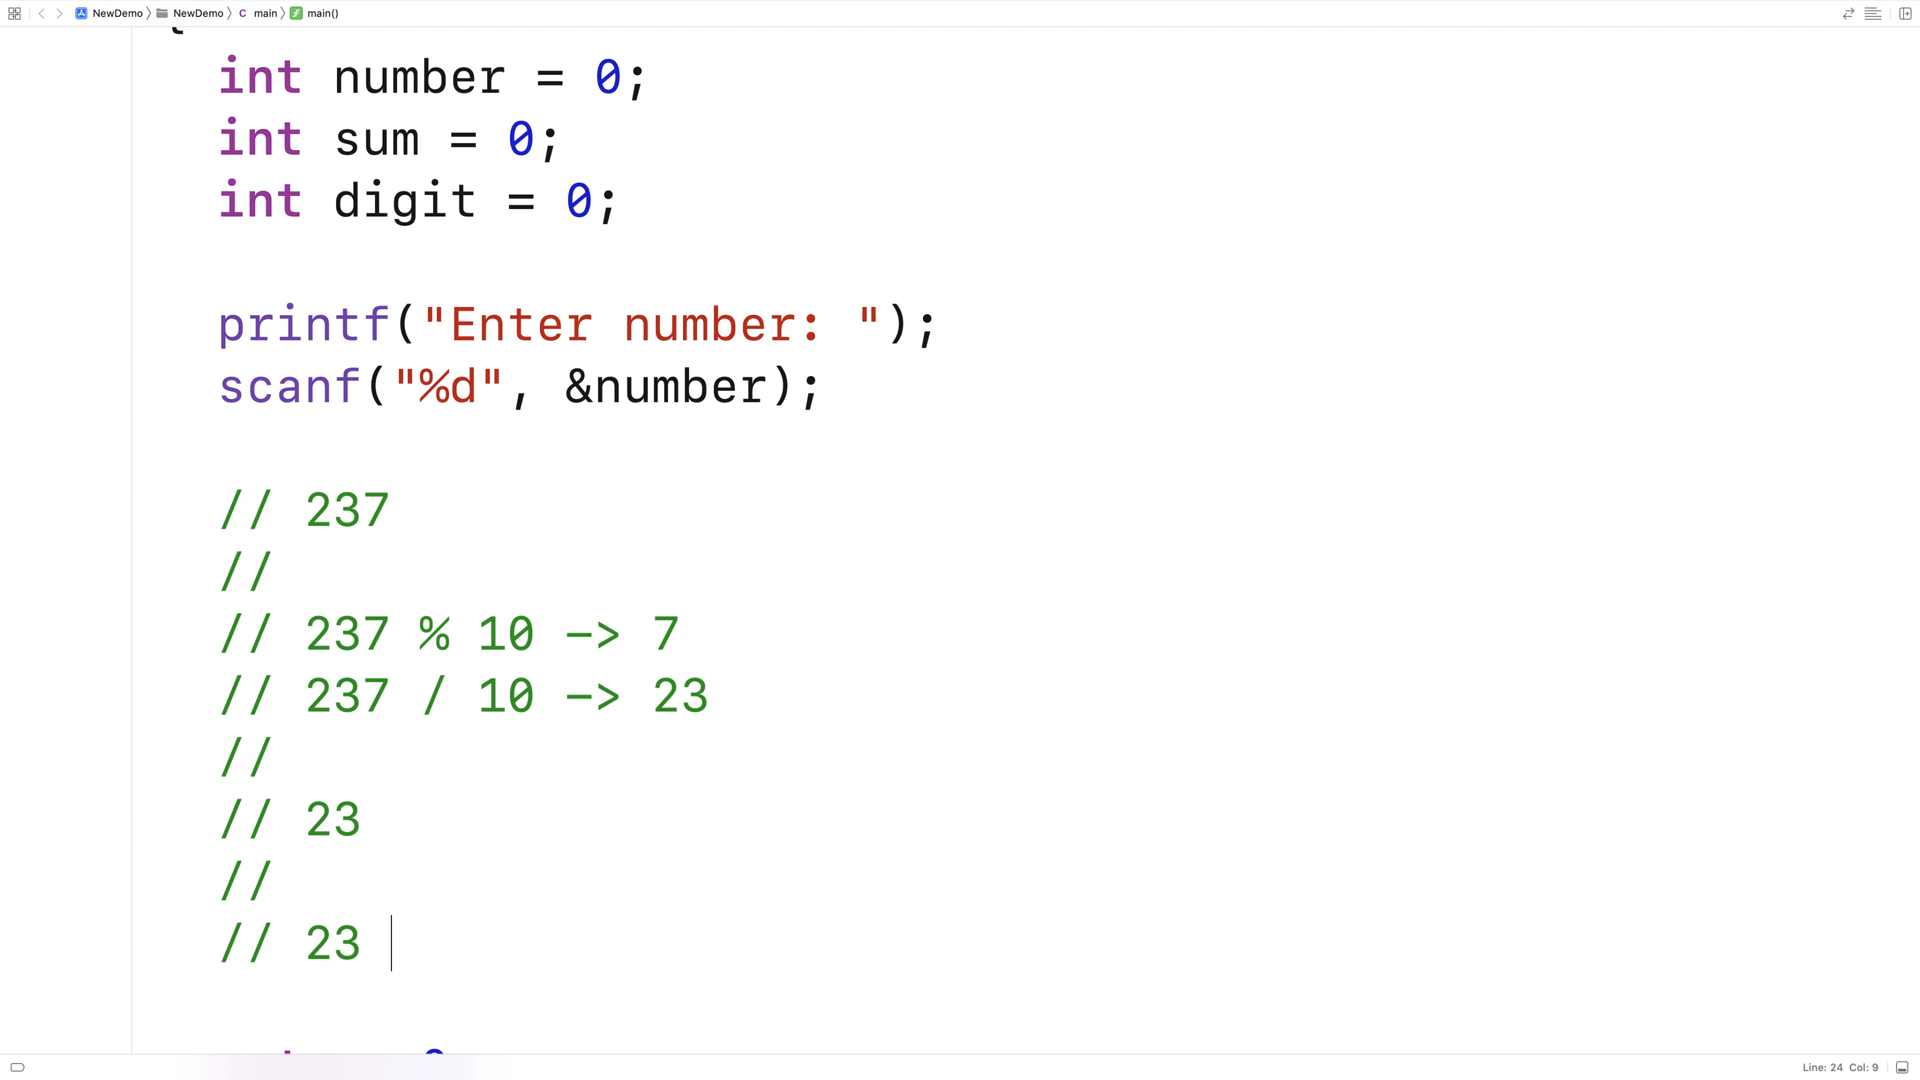 NewDemo 〉 NewDemo 〉 C main 〉 f main()
int number = 0;
int sum = 0;
int digit = 0;
printf("Enter number: ");
scanf("%d", &number);
// 237
//
// 237 % 10 -> 7
// 237 / 10 -> 23
//
// 23
//
// 23
Line: 24 Col: 9